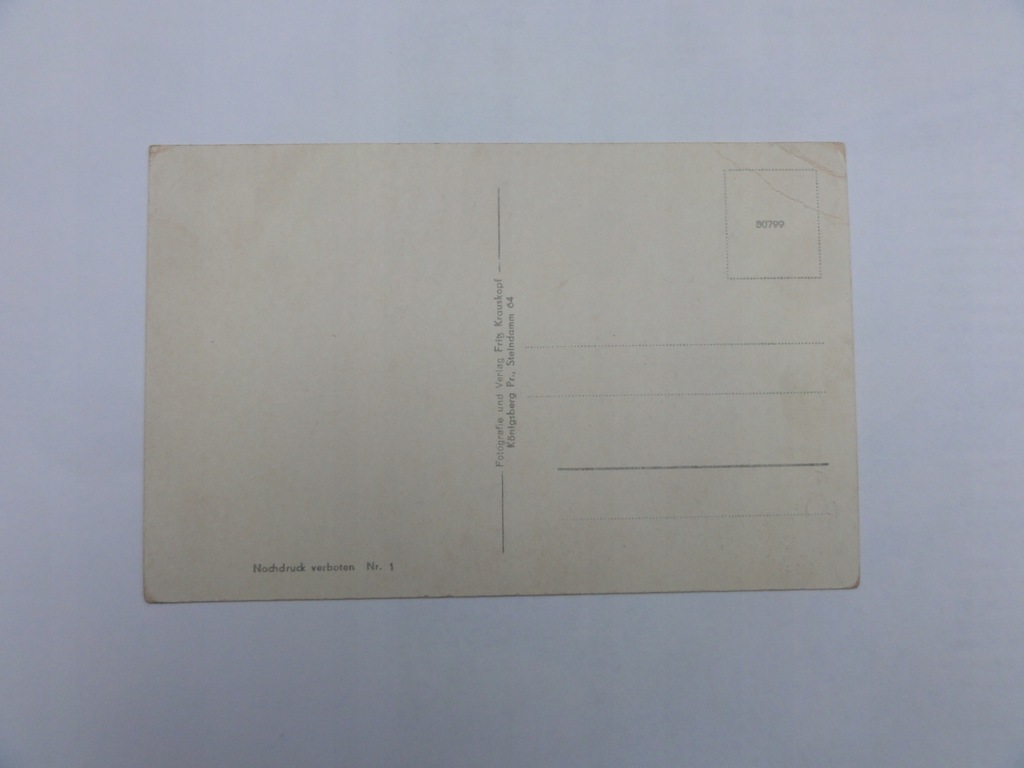 80799
Fotografie und Verlag Fritz Krauskopf
Königsberg Pr., Steindamm 64
Nachdruck verboten Nr. 1